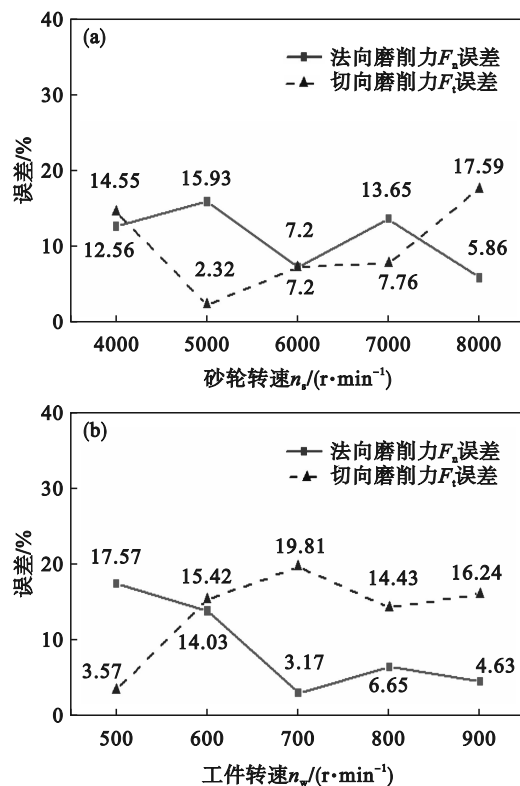 (a)
法向磨削力Fn误差
切向磨削力Ft误差
40
30
20
10
0
误差/%
14.55
12.56
15.93
2.32
7.2
7.2
13.65
7.76
17.59
5.86
4000 5000 6000 7000 8000
砂轮转速ns/(r·min⁻¹)
(b)
法向磨削力Fn误差
切向磨削力Ft误差
40
30
20
10
0
误差/%
17.57
3.57
15.42
14.03
19.81
3.17
14.43
6.65
16.24
4.63
500 600 700 800 900
工件转速nw/(r·min⁻¹)